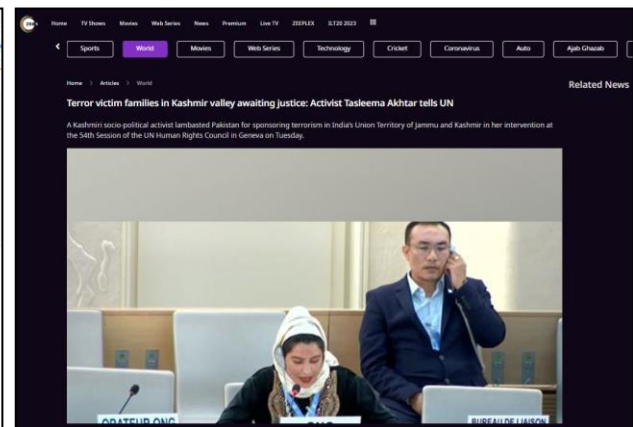 Home TV Shows Movies Web Series News Premium Live TV ZEEPLEX ILT20 2023
Sports World Movies Web Series Technology Cricket Coronavirus Auto Ajab Ghazab
Home > Articles > World
Related News
Terror victim families in Kashmir valley awaiting justice: Activist Tasleema Akhtar tells UN
A Kashmiri socio-political activist lambasted Pakistan for sponsoring terrorism in India's Union Territory of Jammu and Kashmir in her intervention at
the 54th Session of the UN Human Rights Council in Geneva on Tuesday.
ORATEUR ONG
ONG
BUREAU DE LIAISON